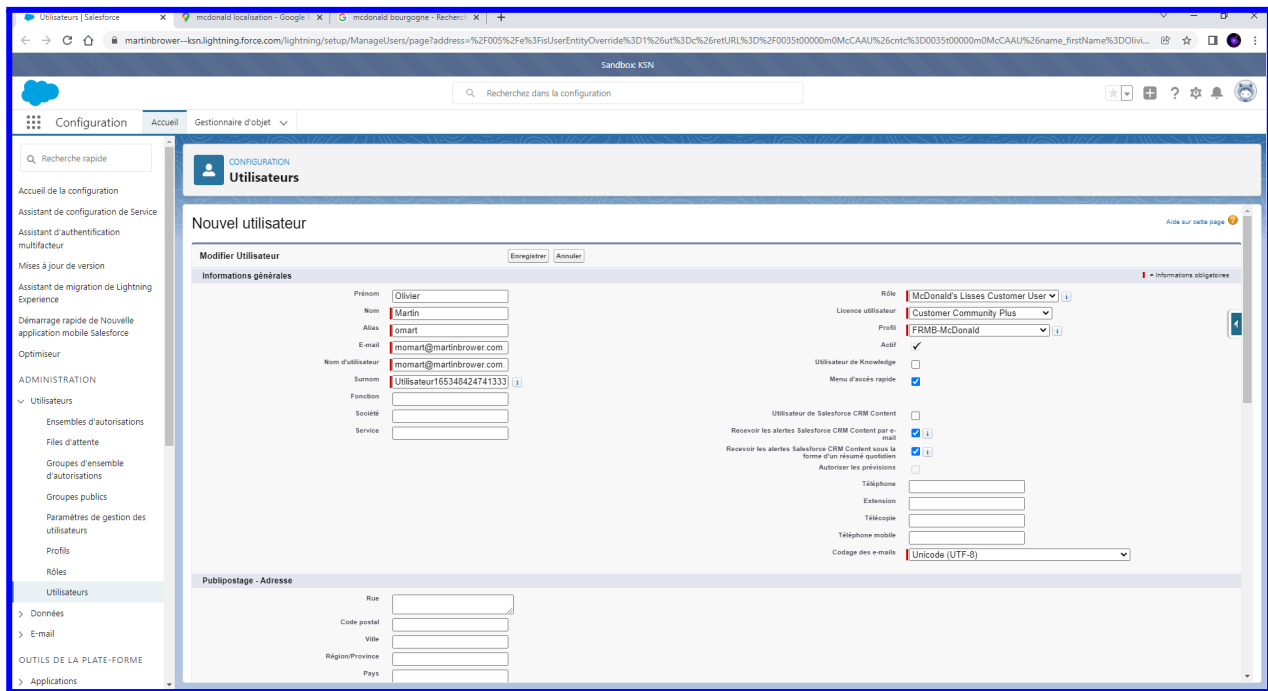 Utilisateurs | Salesforce
mcdonald localisation - Google
mcdonald bourgogne - Recherc
martinbrower--ksn.lightning.force.com/lightning/setup/ManageUsers/page?address=%2F005%2Fe%3FisUserEntityOverride%3D1%26ut%3Dc%26retURL%3D%2F0035t00000m0McCAAU%26cntc%3D0035t00000m0McCAAU%26name_firstName%3DOlivi...
Sandbox: KSN
Recherchez dans la configuration
Configuration
Accueil
Gestionnaire d'objet
Recherche rapide
Accueil de la configuration
Assistant de configuration de Service
Assistant d'authentification
multifacteur
Mises à jour de version
Assistant de migration de Lightning
Experience
Démarrage rapide de Nouvelle
application mobile Salesforce
Optimiseur
ADMINISTRATION
Utilisateurs
Ensembles d'autorisations
Files d'attente
Groupes d'ensemble
d'autorisations
Groupes publics
Paramètres de gestion des
utilisateurs
Profils
Rôles
Utilisateurs
Données
E-mail
OUTILS DE LA PLATE-FORME
Applications
CONFIGURATION
Utilisateurs
Nouvel utilisateur
Aide sur cette page
Modifier Utilisateur
Enregistrer
Annuler
Informations générales
= Informations obligatoires
Prénom Olivier
Nom Martin
Alias omart
E-mail momart@martinbrower.com.
Nom d'utilisateur momart@martinbrower.com.
Surnom Utilisateur165348424741333
Fonction
Société
Service
Rôle McDonald's Lisses Customer User
Licence utilisateur Customer Community Plus
Profil FRMB-McDonald
Actif
Utilisateur de Knowledge
Menu d'accès rapide
Utilisateur de Salesforce CRM Content
Recevoir les alertes Salesforce CRM Content par e-
mail
Recevoir les alertes Salesforce CRM Content sous la
forme d'un résumé quotidien
Autoriser les prévisions
Téléphone
Extension
Télécopie
Téléphone mobile
Codage des e-mails Unicode (UTF-8)
Publipostage - Adresse
Rue
Code postal
Ville
Région/Province
Pays